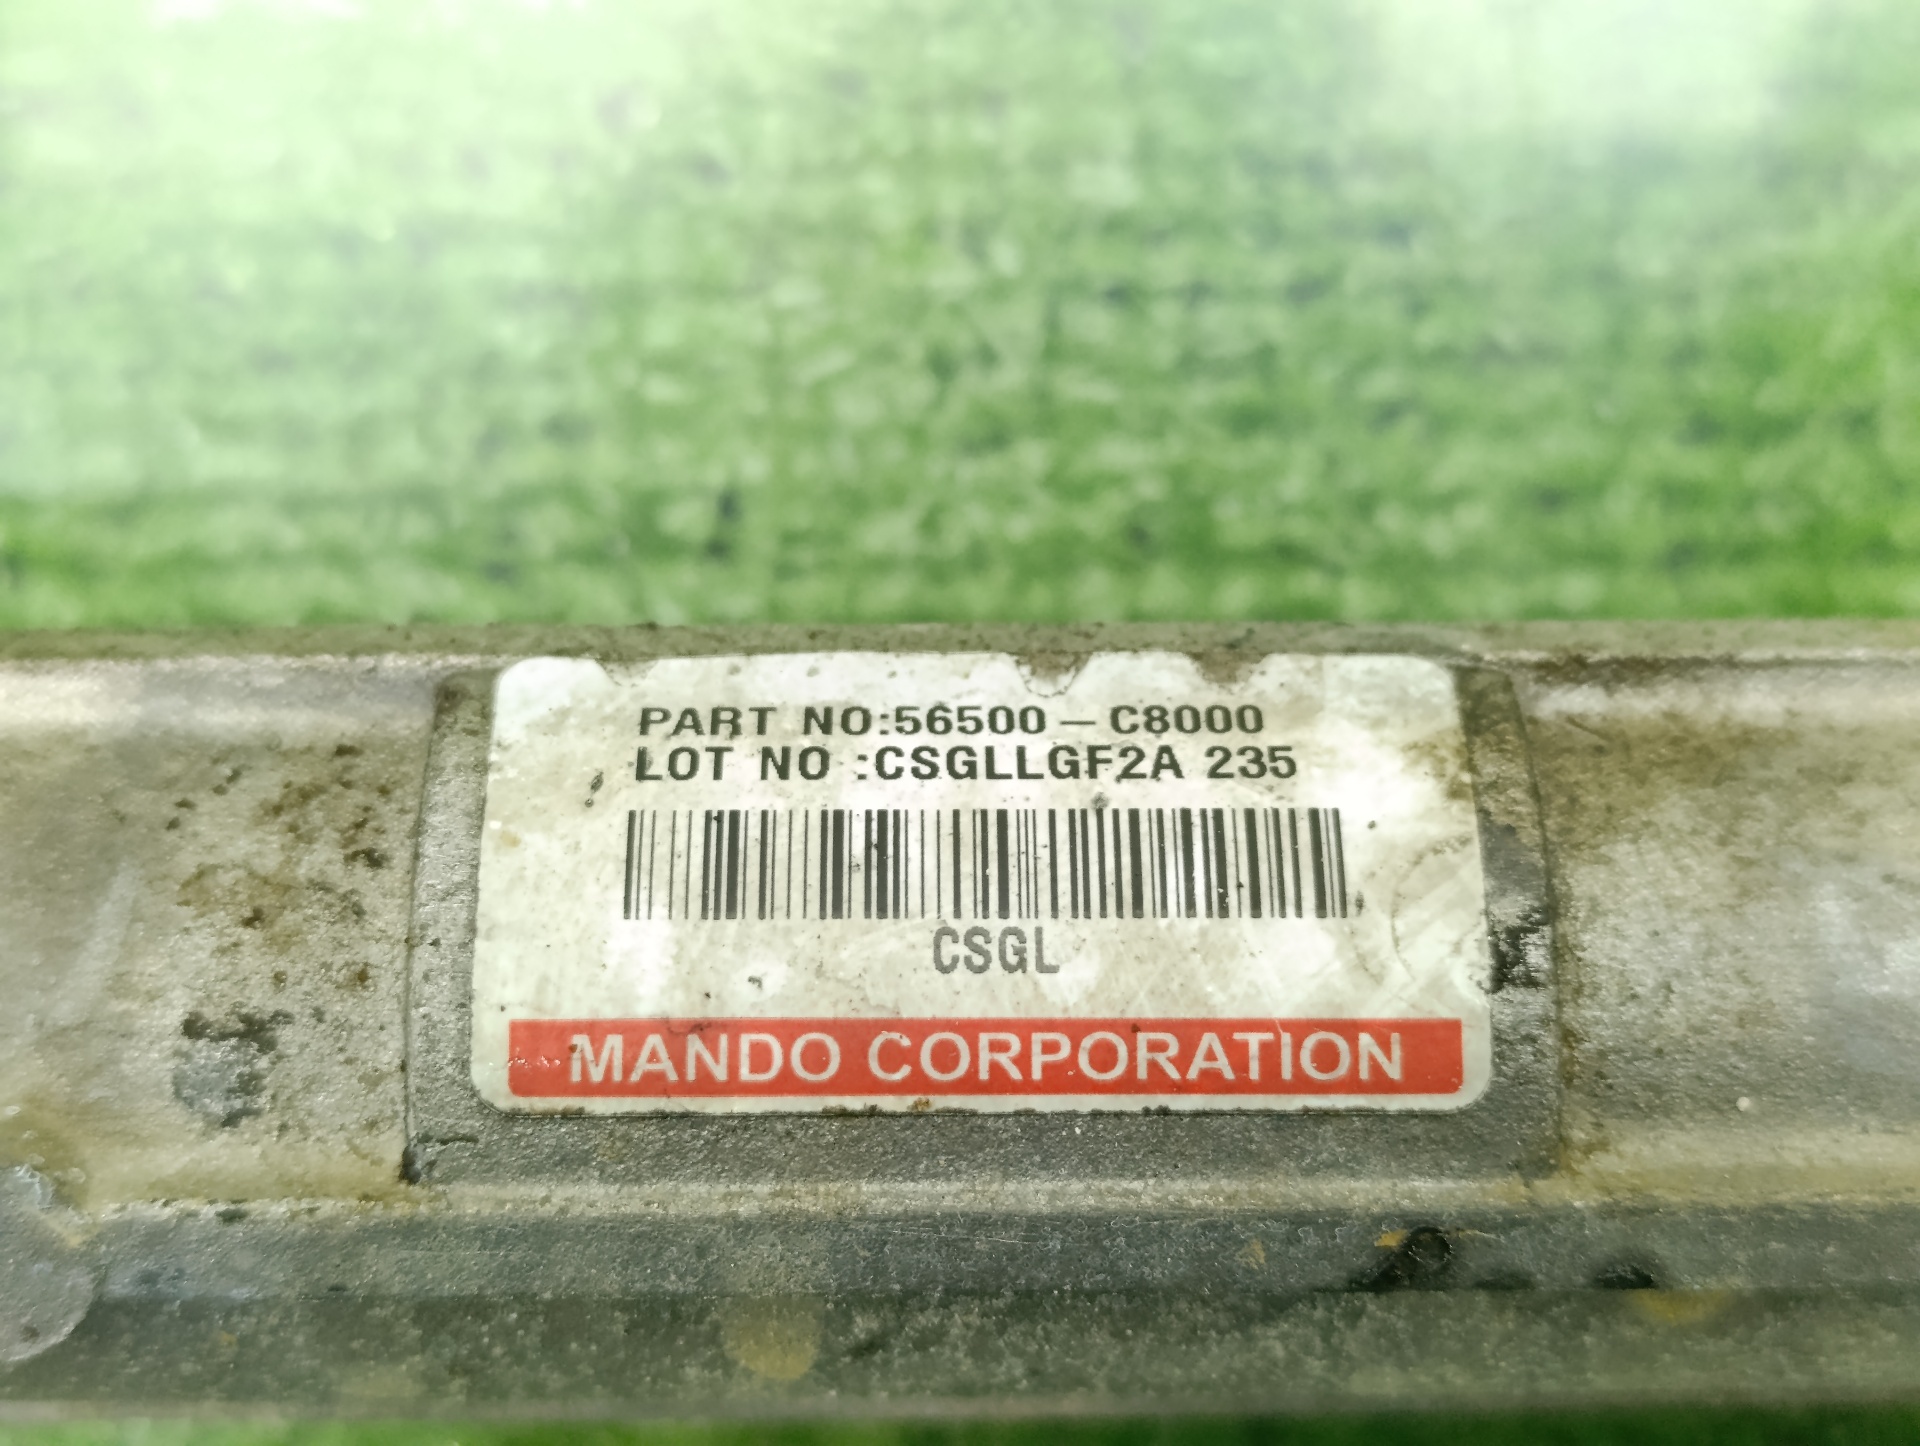 PART NO:56500-C8000
LOT NO :CSGLLGF2A 235
CSGL
MANDO CORPORATION